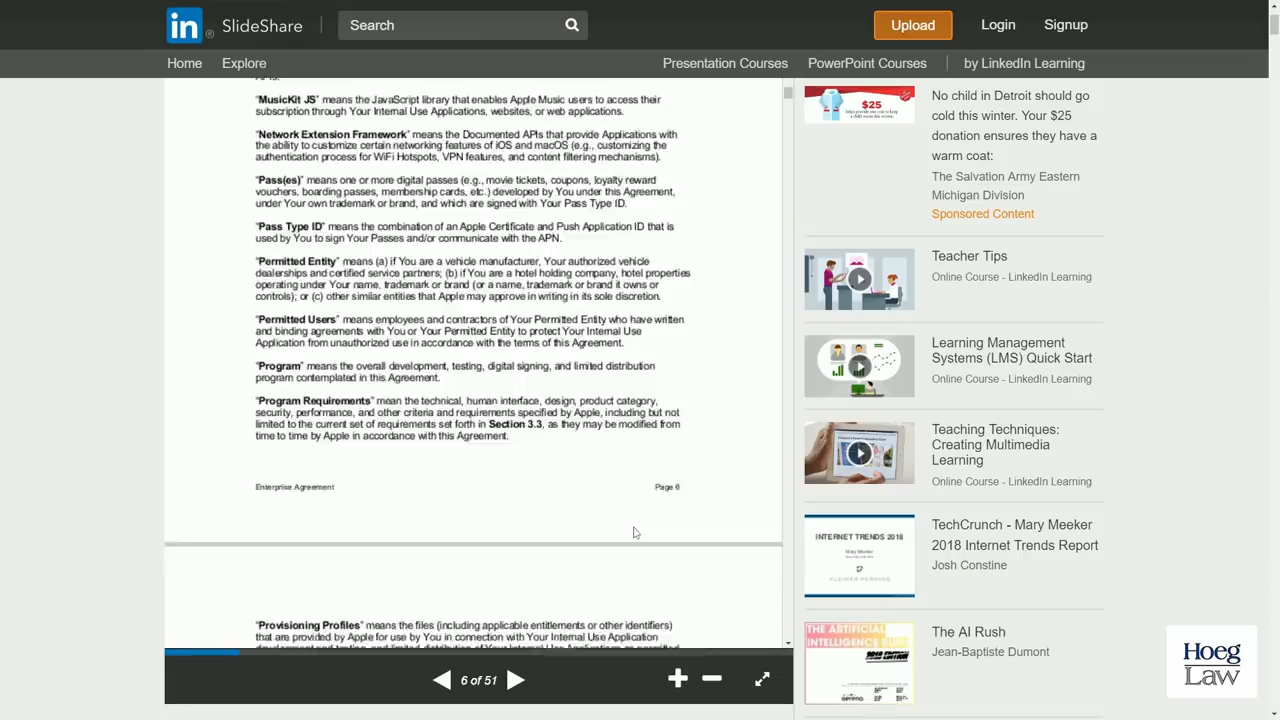 in SlideShare
Search
Upload
Login
Signup
Home
Explore
Presentation Courses
PowerPoint Courses
by LinkedIn Learning
"MusicKit JS" means the JavaScript library that enables Apple Music users to access their
subscription through Your Internal Use Applications, websites, or web applications.
"Network Extension Framework" means the Documented APIs that provide Applications with
the ability to customize certain networking features of iOS and macOS (e.g., customizing the
authentication process for WiFi Hotspots, VPN features, and content filtering mechanisms).
"Pass(es)" means one or more digital passes (e.g., movie tickets, coupons, loyalty reward
vouchers, boarding passes, membership cards, etc.) developed by You under this Agreement,
under Your own trademark or brand, and which are signed with Your Pass Type ID.
"Pass Type ID" means the combination of an Apple Certificate and Push Application ID that is
used by You to sign Your Passes and/or communicate with the APN.
"Permitted Entity" means (a) if You are a vehicle manufacturer, Your authorized vehicle
dealerships and certified service partners; (b) if You are a hotel holding company, hotel properties
operating under Your name, trademark or brand (or a name, trademark or brand it owns or
controls); or (c) other similar entities that Apple may approve in writing in its sole discretion.
"Permitted Users" means employees and contractors of Your Permitted Entity who have written
and binding agreements with You or Your Permitted Entity to protect Your Internal Use
Application from unauthorized use in accordance with the terms of this Agreement.
"Program" means the overall development, testing, digital signing, and limited distribution
program contemplated in this Agreement.
"Program Requirements" mean the technical, human interface, design, product category,
security, performance, and other criteria and requirements specified by Apple, including but not
limited to the current set of requirements set forth in Section 3.3, as they may be modified from
time to time by Apple in accordance with this Agreement.
Enterprise Agreement
Page 6
"Provisioning Profiles" means the files (including applicable entitlements or other identifiers)
that are provided by Apple for use by You in connection with Your Internal Use Application
6 of 51
$25
No child in Detroit should go
cold this winter. Your $25
donation ensures they have a
warm coat:
The Salvation Army Eastern
Michigan Division
Sponsored Content
Teacher Tips
Online Course - LinkedIn Learning
Learning Management
Systems (LMS) Quick Start
Online Course - LinkedIn Learning
Teaching Techniques:
Creating Multimedia
Learning
Online Course - LinkedIn Learning
INTERNET TRENDS 2018
Mary Meeker
KLEINER PERKINS
TechCrunch - Mary Meeker
2018 Internet Trends Report
Josh Constine
THE ARTIFICIAL
INTELLIGENCE RUSH
2018 EDITION
The AI Rush
Jean-Baptiste Dumont
Hoeg
Law